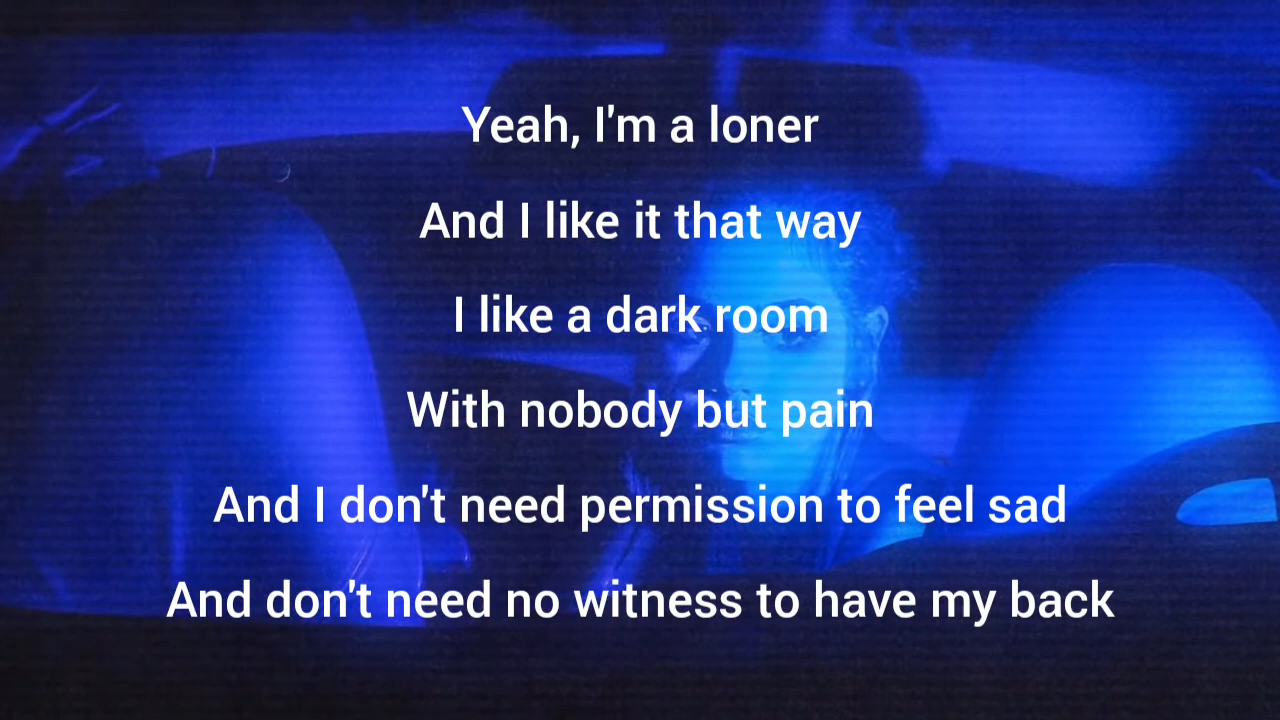 Yeah, I'm a loner
And I like it that way
I like a dark room
With nobody but pain
And I don't need permission to feel sad
And don't need no witness to have my back